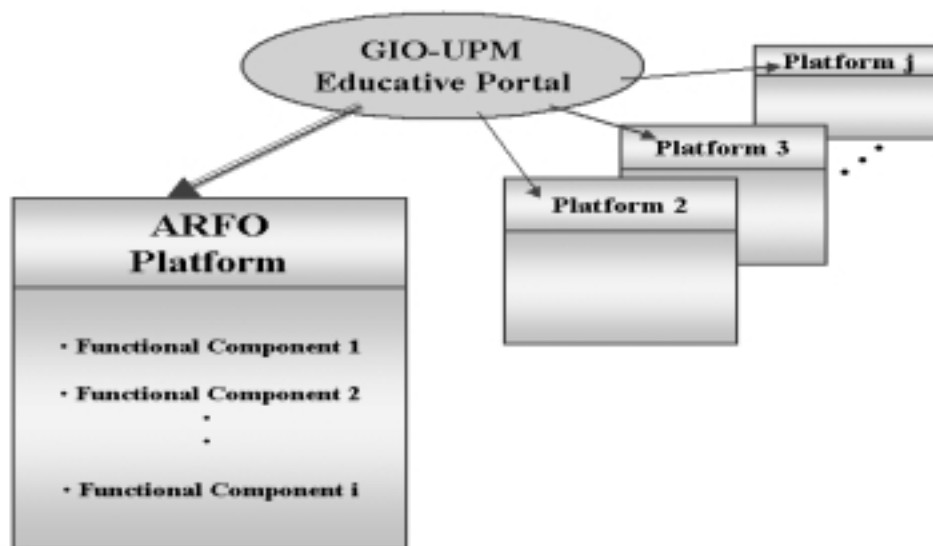 GIO-UPM
Educative Portal
Platform j
Platform 3
Platform 2
ARFO
Platform
· Functional Component 1
· Functional Component 2
· Functional Component i